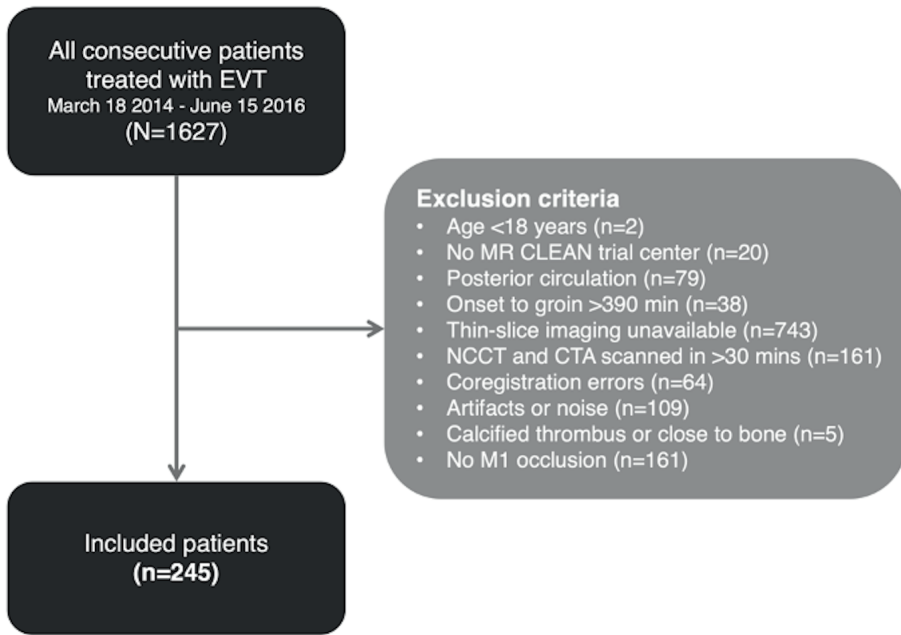 All consecutive patients
treated with EVT
March 18 2014 - June 15 2016
(N=1627)
Exclusion criteria
• Age <18 years (n=2)
• No MR CLEAN trial center (n=20)
• Posterior circulation (n=79)
• Onset to groin >390 min (n=38)
• Thin-slice imaging unavailable (n=743)
• NCCT and CTA scanned in >30 mins (n=161)
• Coregistration errors (n=64)
• Artifacts or noise (n=109)
• Calcified thrombus or close to bone (n=5)
• No M1 occlusion (n=161)
Included patients
(n=245)